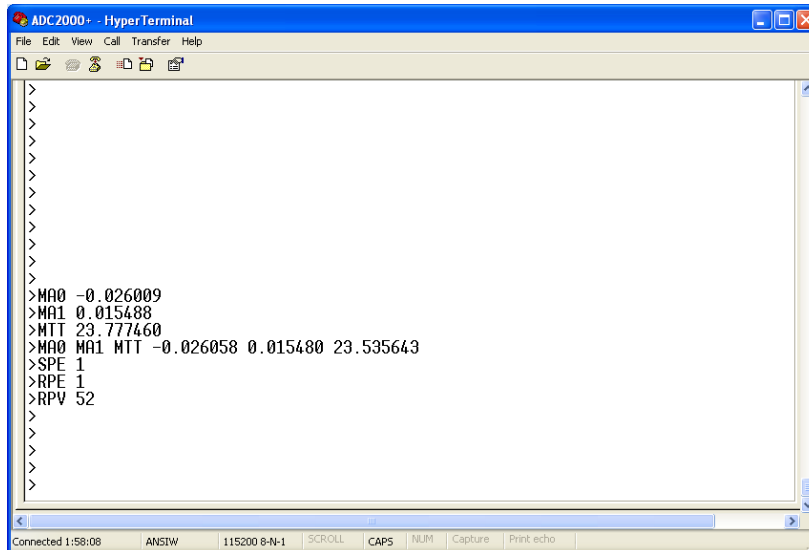 ADC2000+ - HyperTerminal
File Edit View Call Transfer Help
>
>
>
>
>
>
>
>
>
>
>
>
>MA0 -0.026009
>MA1 0.015488
>MTT 23.777460
>MA0 MA1 MTT -0.026058 0.015480 23.535643
>SPE 1
>RPE 1
>RPV 52
>
>
>
>
>
Connected 1:58:08 ANSIW 115200 8-N-1 SCROLL CAPS NUM Capture Print echo